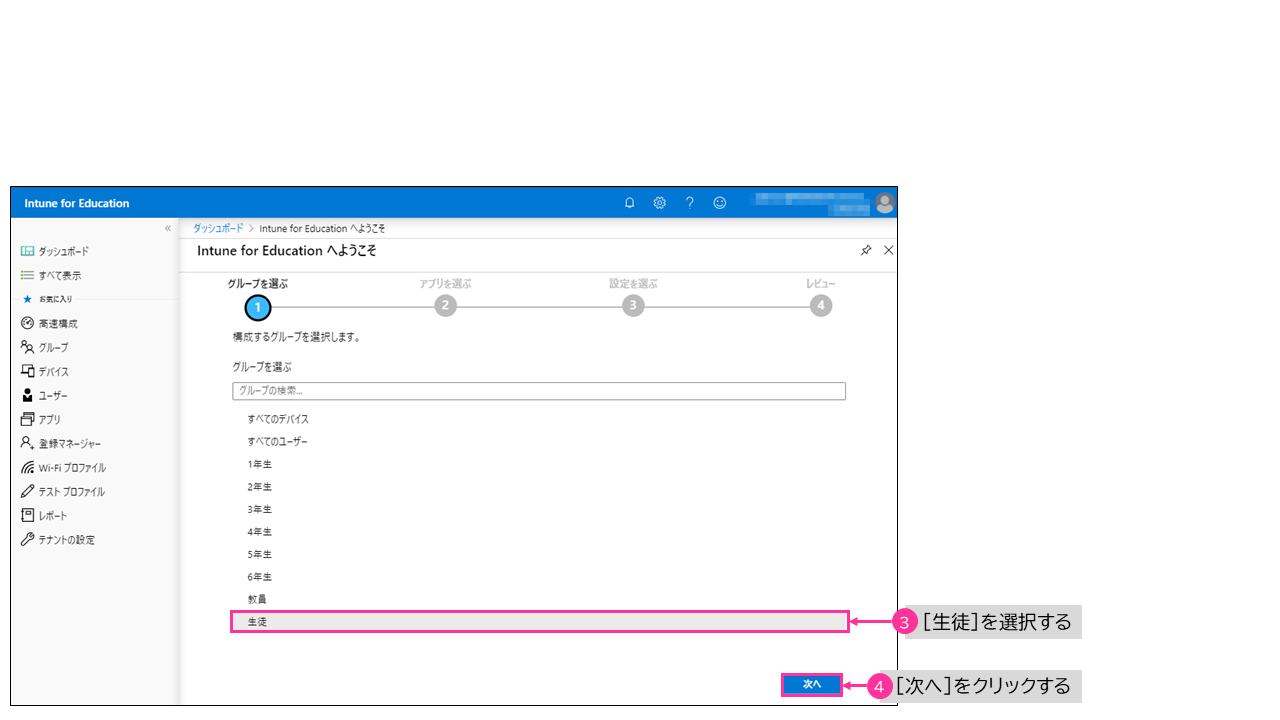 Intune for Education
«
ダッシュボード > Intune for Education へようこそ
Intune for Education へようこそ
ダッシュボード
すべて表示
お気に入り
高速構成
グループ
デバイス
ユーザー
アプリ
登録マネージャー
Wi-Fi プロファイル
テスト プロファイル
レポート
テナントの設定
グループを選ぶ
アプリを選ぶ
設定を選ぶ
レビュー
1
2
3
4
構成するグループを選択します。
グループを選ぶ
グループの検索...
すべてのデバイス
すべてのユーザー
1年生
2年生
3年生
4年生
5年生
6年生
教員
生徒
3 [生徒]を選択する
次へ
4 [次へ]をクリックする